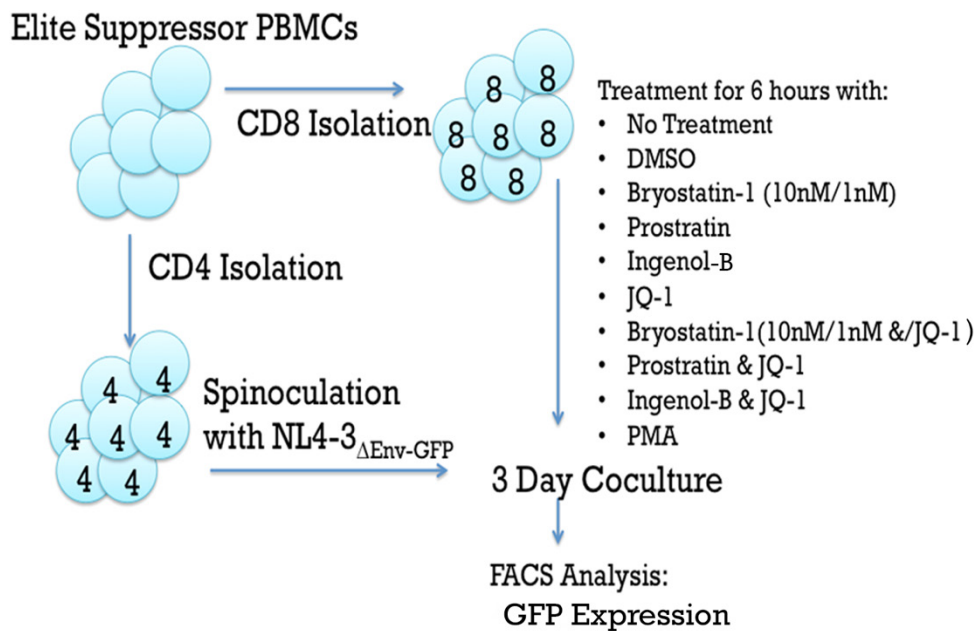 Elite Suppressor PBMCs
CD8 Isolation
8
8
8
8
8
8
8
Treatment for 6 hours with:
• No Treatment
• DMSO
• Bryostatin-1 (10nM/1nM)
• Prostratin
• Ingenol-B
• JQ-1
• Bryostatin-1(10nM/1nM &/JQ-1)
• Prostratin & JQ-1
• Ingenol-B & JQ-1
• PMA
CD4 Isolation
4
4
4
4
4
4
4
Spinoculation
with NL4-3ΔEnv-GFP
3 Day Coculture
FACS Analysis:
GFP Expression